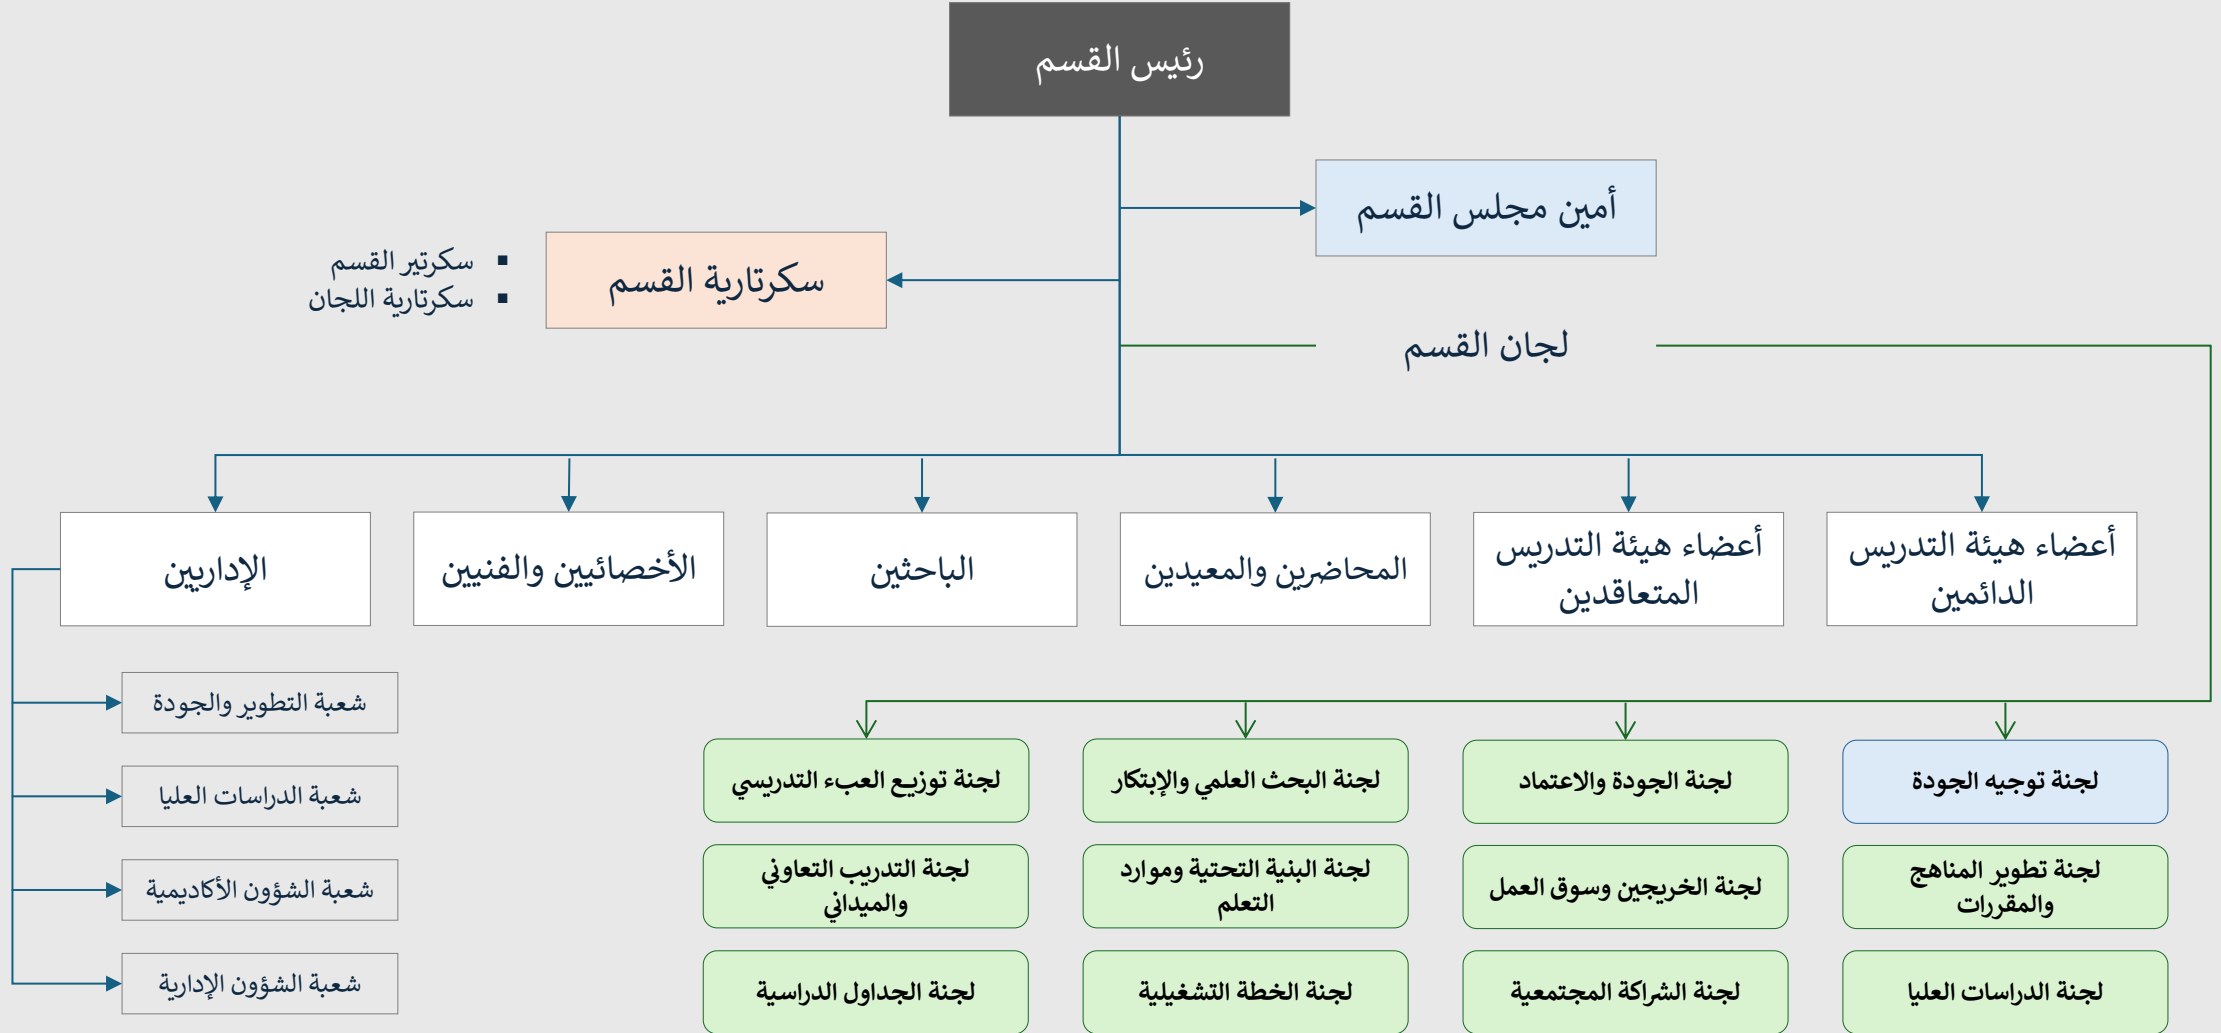 رئيس القسم
أمين مجلس القسم
سكرتارية القسم
▪ سكرتير القسم
▪ سكرتارية اللجان
لجان القسم
أعضاء هيئة التدريس
الدائمين
أعضاء هيئة التدريس
المتعاقدين
المحاضرين والمعيدين
الباحثين
الأخصائيين والفنيين
الإداريين
شعبة التطوير والجودة
شعبة الدراسات العليا
شعبة الشؤون الأكاديمية
شعبة الشؤون الإدارية
لجنة توجيه الجودة
لجنة الجودة والاعتماد
لجنة البحث العلمي والإبتكار
لجنة توزيع العبء التدريسي
لجنة تطوير المناهج
والمقررات
لجنة الخريجين وسوق العمل
لجنة البنية التحتية وموارد
التعلم
لجنة التدريب التعاوني
والميداني
لجنة الدراسات العليا
لجنة الشراكة المجتمعية
لجنة الخطة التشغيلية
لجنة الجداول الدراسية